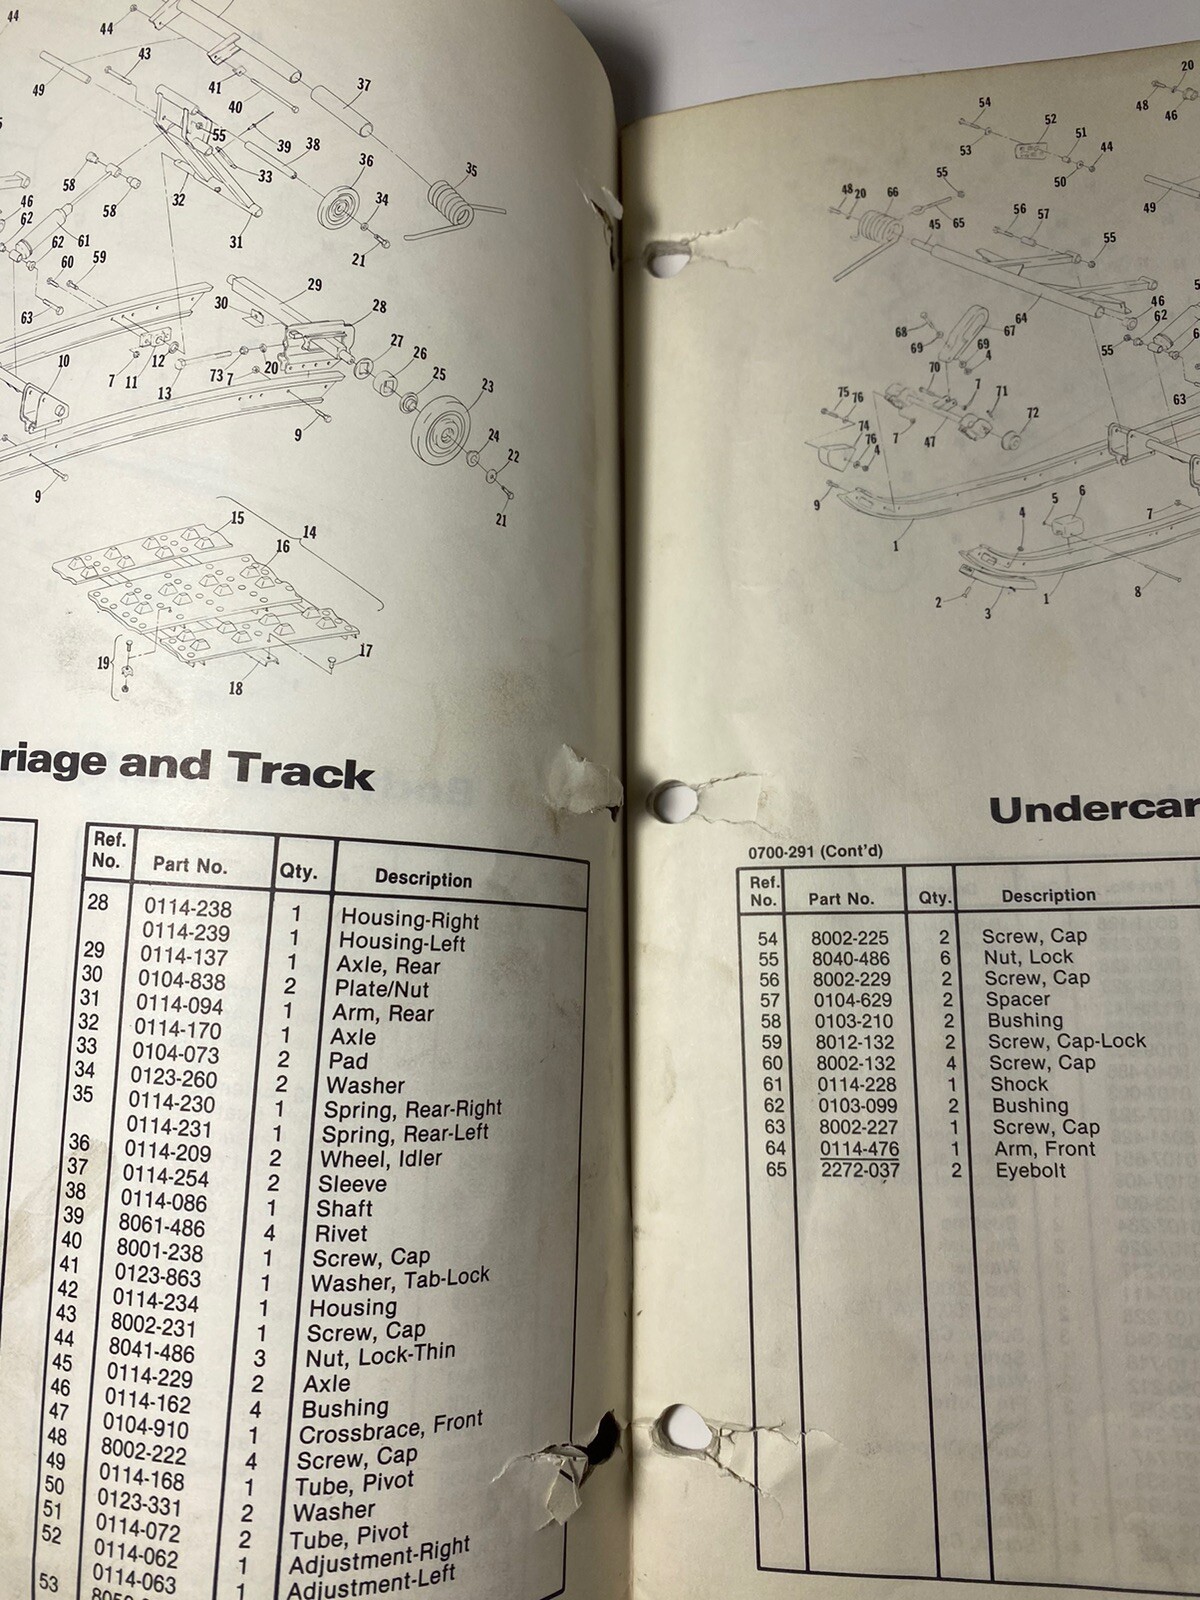 riage and Track
Ref. No. Part No. Qty. Description
28 0114-238 1 Housing-Right
0114-239 1 Housing-Left
29 0114-137 1 Axle, Rear
30 0104-838 2 Plate/Nut
31 0114-094 1 Arm, Rear
32 0114-170 1 Axle
33 0104-073 2 Pad
34 0123-260 2 Washer
35 0114-230 1 Spring, Rear-Right
0114-231 1 Spring, Rear-Left
36 0114-209 2 Wheel, Idler
37 0114-254 2 Sleeve
38 0114-086 1 Shaft
39 8061-486 4 Rivet
40 8001-238 1 Screw, Cap
41 0123-863 1 Washer, Tab-Lock
42 0114-234 1 Housing
43 8002-231 1 Screw, Cap
44 8041-486 3 Nut, Lock-Thin
45 0114-229 2 Axle
46 0114-162 4 Bushing
47 0104-910 1 Crossbrace, Front
48 8002-222 4 Screw, Cap
49 0114-168 1 Tube, Pivot
50 0123-331 2 Washer
51 0114-072 2 Tube, Pivot
52 0114-062 1 Adjustment-Right
0114-063 1 Adjustment-Left
53
Undercar
0700-291 (Cont'd)
Ref. No. Part No. Qty. Description
54 8002-225 2 Screw, Cap
55 8040-486 6 Nut, Lock
56 8002-229 2 Screw, Cap
57 0104-629 2 Spacer
58 0103-210 2 Bushing
59 8012-132 2 Screw, Cap-Lock
60 8002-132 4 Screw, Cap
61 0114-228 1 Shock
62 0103-099 2 Bushing
63 8002-227 1 Screw, Cap
64 0114-476 1 Arm, Front
65 2272-037 2 Eyebolt